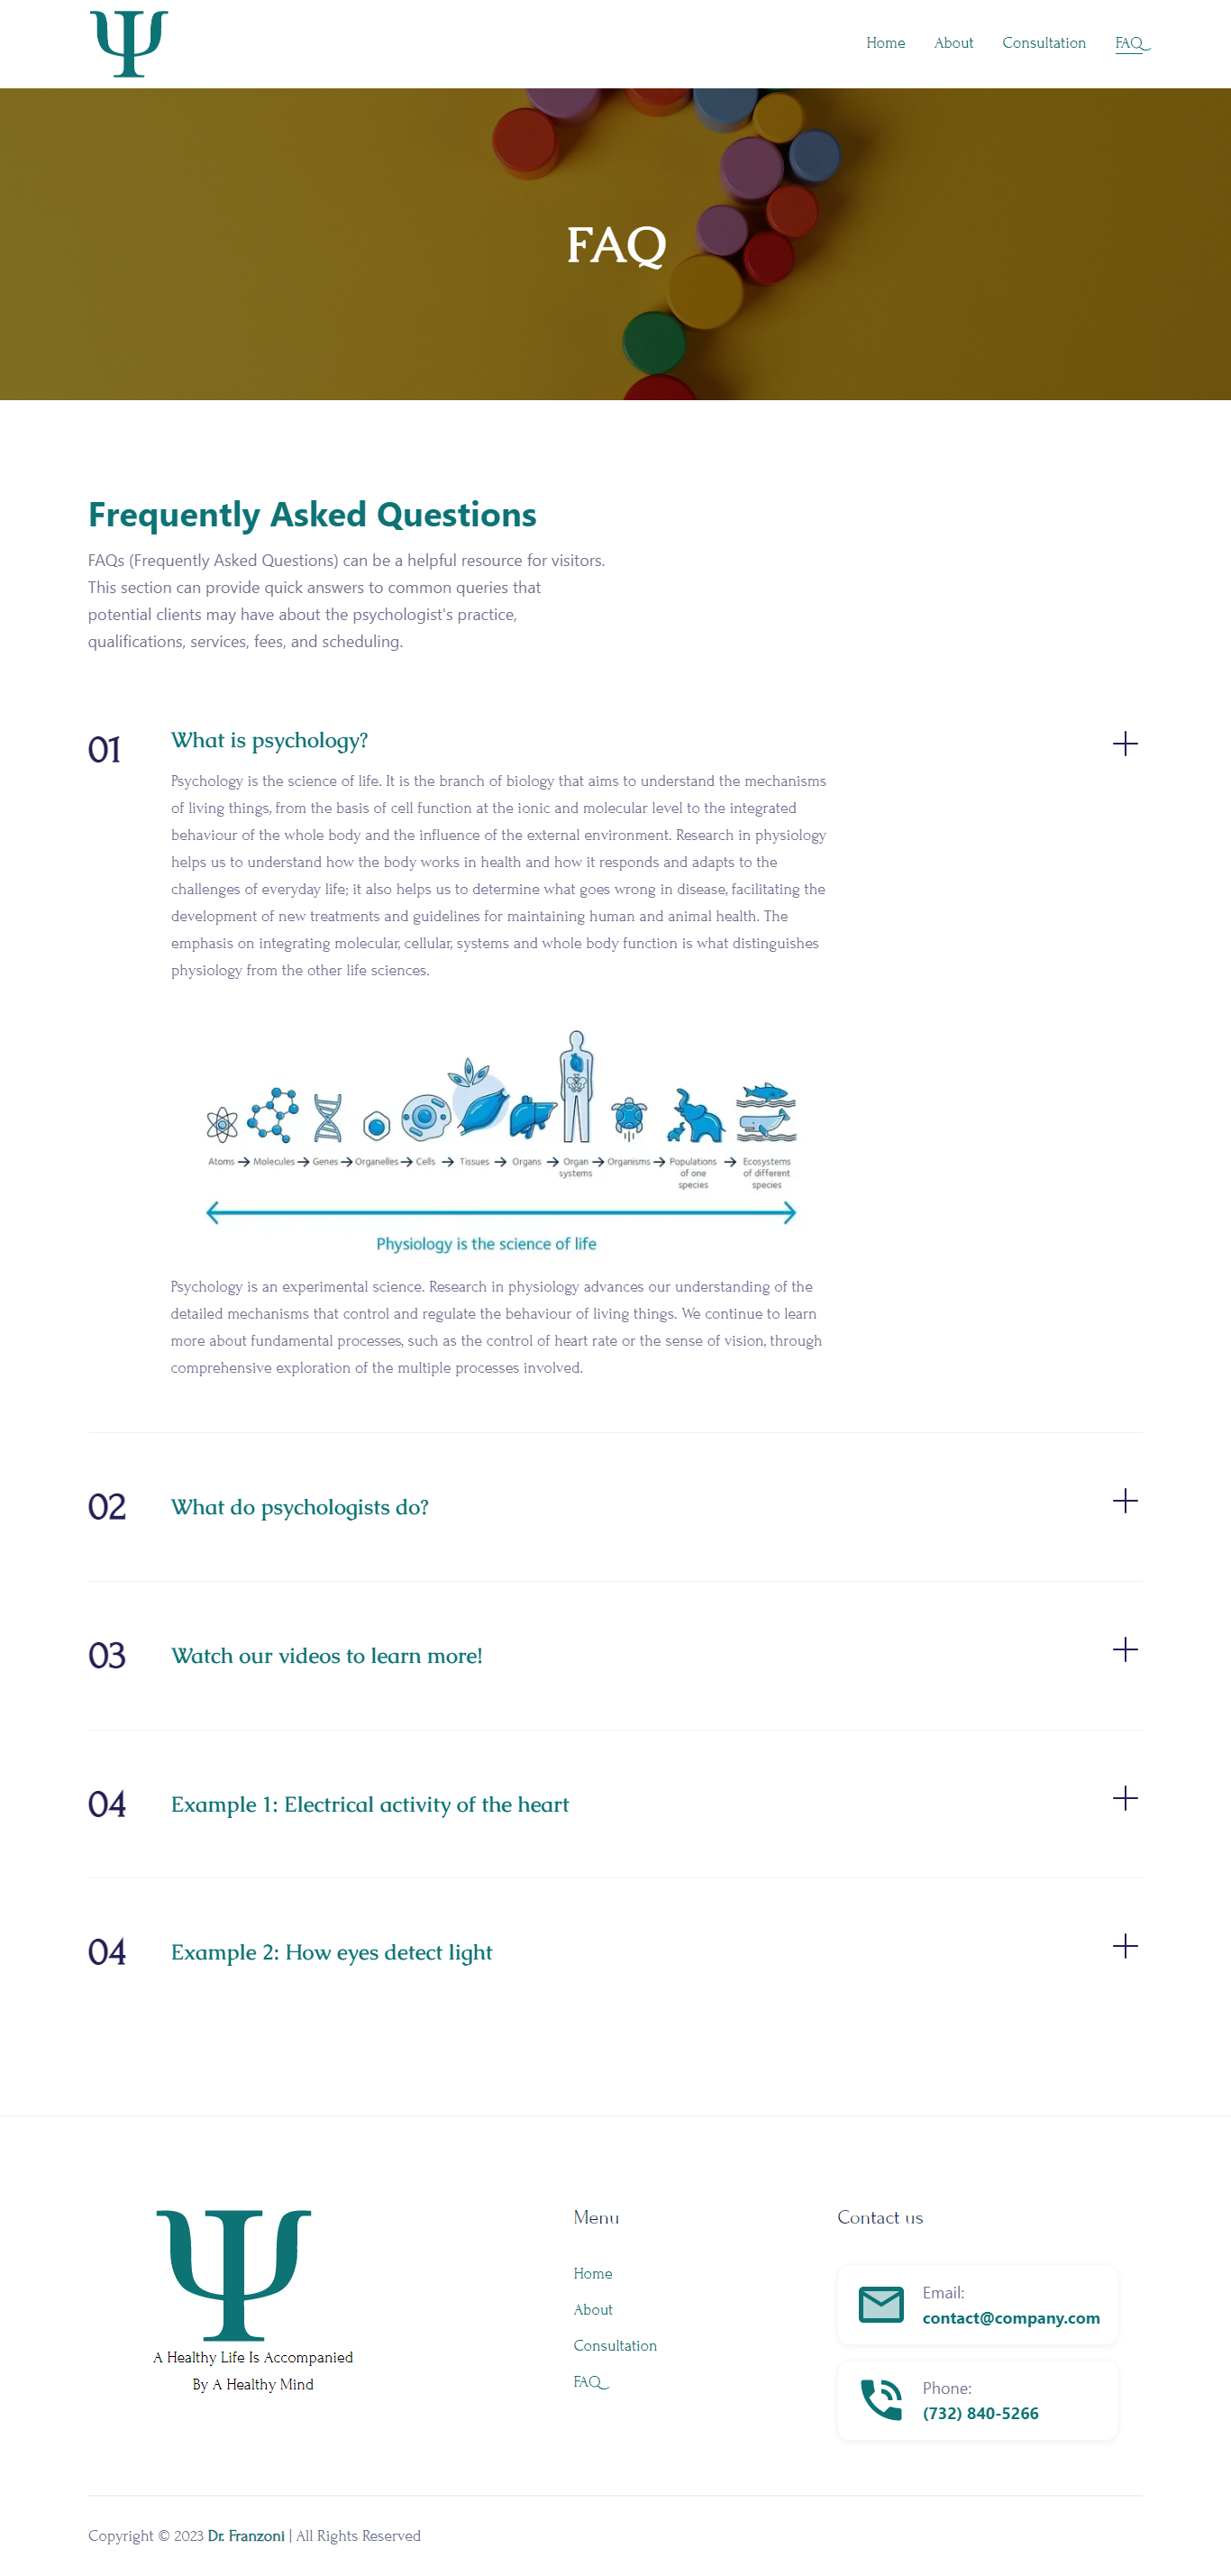 Ψ
Home About Consultation FAQ
FAQ
Frequently Asked Questions
FAQs (Frequently Asked Questions) can be a helpful resource for visitors.
This section can provide quick answers to common queries that
potential clients may have about the psychologist's practice,
qualifications, services, fees, and scheduling.
01 What is psychology?
Psychology is the science of life. It is the branch of biology that aims to understand the mechanisms
of living things, from the basis of cell function at the ionic and molecular level to the integrated
behaviour of the whole body and the influence of the external environment. Research in physiology
helps us to understand how the body works in health and how it responds and adapts to the
challenges of everyday life; it also helps us to determine what goes wrong in disease, facilitating the
development of new treatments and guidelines for maintaining human and animal health. The
emphasis on integrating molecular, cellular, systems and whole body function is what distinguishes
physiology from the other life sciences.
Atoms → Molecules → Genes → Organelles → Cells → Tissues → Organs → Organ systems → Organisms → Populations of one species → Ecosystems of different species
Physiology is the science of life
Psychology is an experimental science. Research in physiology advances our understanding of the
detailed mechanisms that control and regulate the behaviour of living things. We continue to learn
more about fundamental processes, such as the control of heart rate or the sense of vision, through
comprehensive exploration of the multiple processes involved.
02 What do psychologists do?
03 Watch our videos to learn more!
04 Example 1: Electrical activity of the heart
04 Example 2: How eyes detect light
Ψ
A Healthy Life Is Accompanied
By A Healthy Mind
Menu
Home
About
Consultation
FAQ
Contact us
Email:
contact@company.com
Phone:
(732) 840-5266
Copyright © 2023 Dr. Franzoni | All Rights Reserved